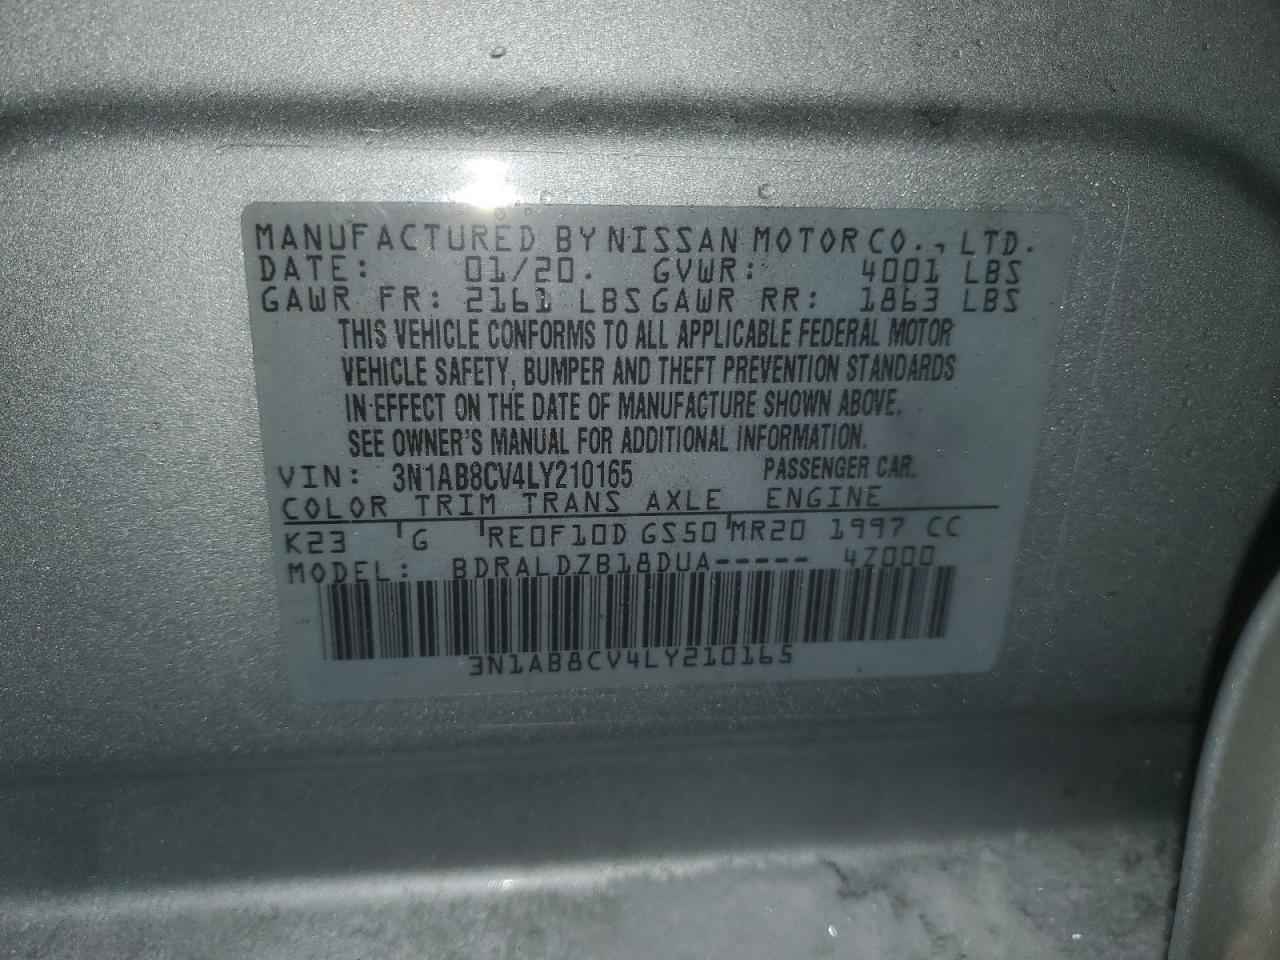 MANUFACTURED BY NISSAN MOTOR CO., LTD.
DATE: 01/20. GVWR: 4001 LBS
GAWR FR: 2161 LBS GAWR RR: 1863 LBS
THIS VEHICLE CONFORMS TO ALL APPLICABLE FEDERAL MOTOR
VEHICLE SAFETY, BUMPER AND THEFT PREVENTION STANDARDS
IN EFFECT ON THE DATE OF MANUFACTURE SHOWN ABOVE.
SEE OWNER'S MANUAL FOR ADDITIONAL INFORMATION.
VIN: 3N1AB8CV4LY210165 PASSENGER CAR.
COLOR TRIM TRANS AXLE ENGINE
K23 G RE0F10D GS50 MR20 1997 CC
MODEL: BDRALDZB18DUA----- 4Z000
3N1AB8CV4LY210165